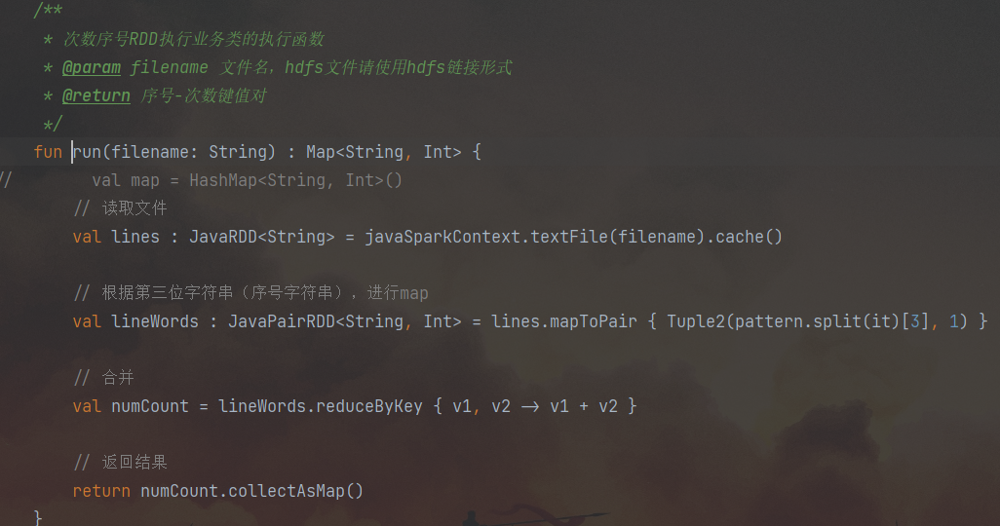 /**
 * 次数序号RDD执行业务类的执行函数
 * @param filename 文件名，hdfs文件请使用hdfs链接形式
 * @return 序号-次数键值对
 */
fun run(filename: String) : Map<String, Int> {
//        val map = HashMap<String, Int>()
    // 读取文件
    val lines : JavaRDD<String> = javaSparkContext.textFile(filename).cache()
    // 根据第三位字符串（序号字符串），进行map
    val lineWords : JavaPairRDD<String, Int> = lines.mapToPair { Tuple2(pattern.split(it)[3], 1) }
    // 合并
    val numCount = lineWords.reduceByKey { v1, v2 -> v1 + v2 }
    // 返回结果
    return numCount.collectAsMap()
}